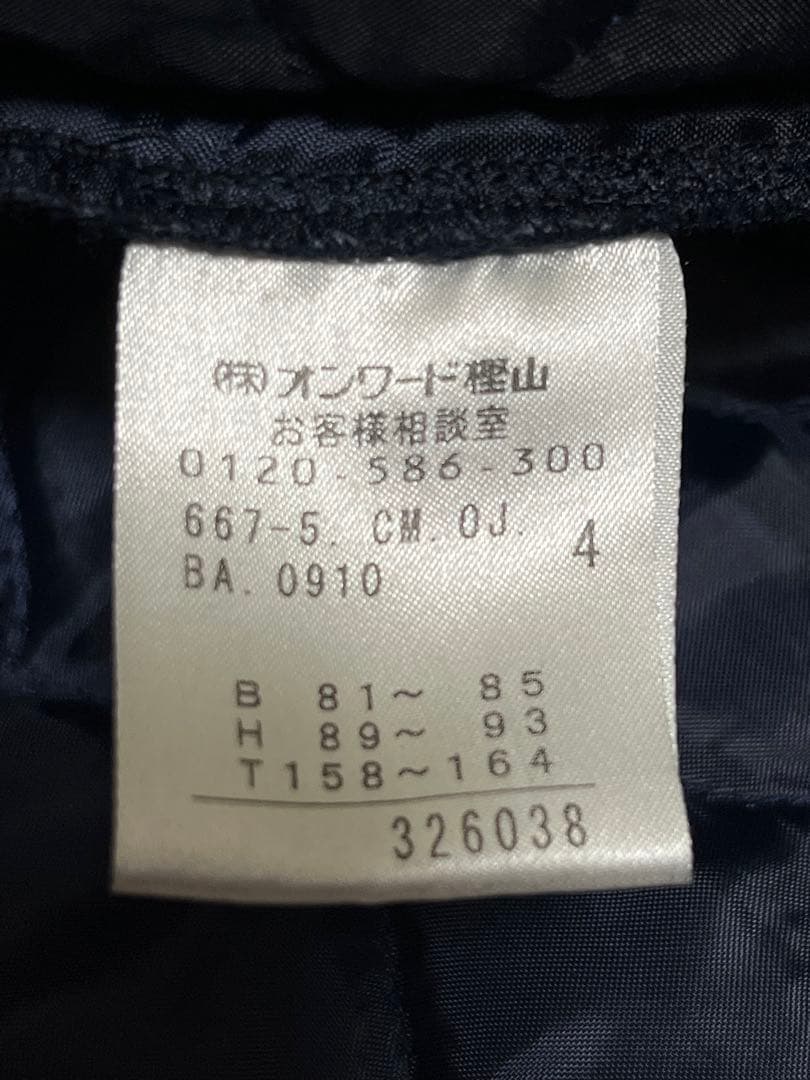 (株)オンワード樫山
お客様相談室
0120-586-300
667-5. CM. OJ. 4
BA. 0910
B 81~ 85
H 89~ 93
T158~164
326038